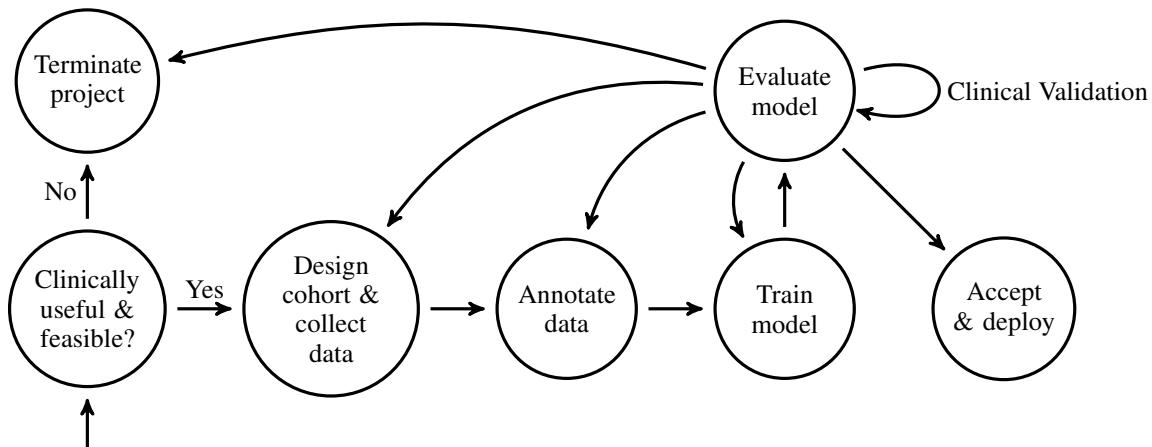 Terminate
project
Evaluate
model
Clinical Validation
No
Clinically
useful &
feasible?
Yes
Design
cohort &
collect
data
Annotate
data
Train
model
Accept
& deploy